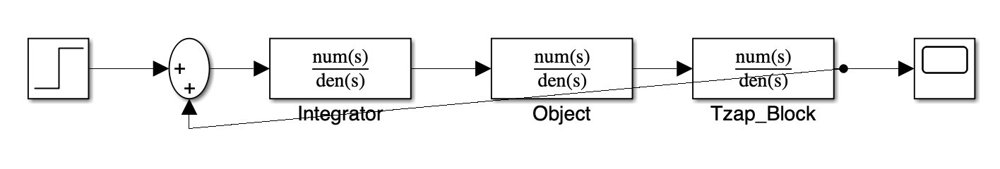 +
+
num(s)
den(s)
Integrator
num(s)
den(s)
Object
num(s)
den(s)
Tzap_Block